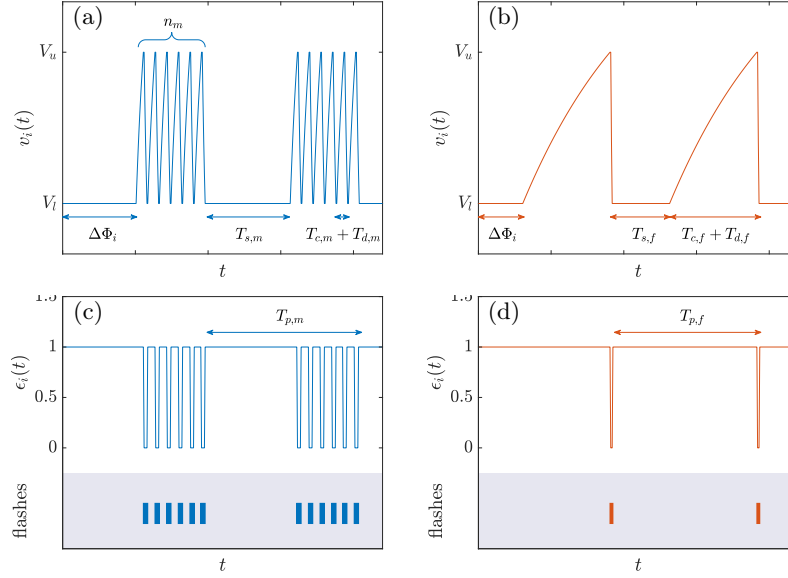 (a)
n_m
V_u
v_i(t)
V_l
ΔΦ_i
T_{s,m}
T_{c,m} + T_{d,m}
t
(b)
V_u
v_i(t)
V_l
ΔΦ_i
T_{s,f}
T_{c,f} + T_{d,f}
t
(c)
1.5
T_{p,m}
1
ϵ_i(t)
0.5
0
flashes
t
(d)
1.5
T_{p,f}
1
ϵ_i(t)
0.5
0
flashes
t